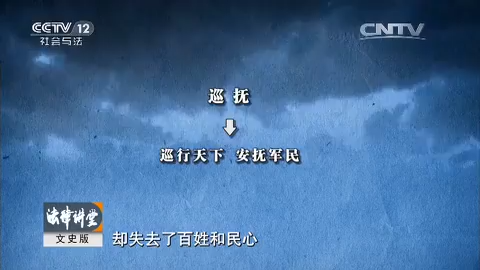 CCTV 12
社会与法
CNTV
巡抚
巡行天下 安抚军民
法律讲堂
文史版
却失去了百姓和民心